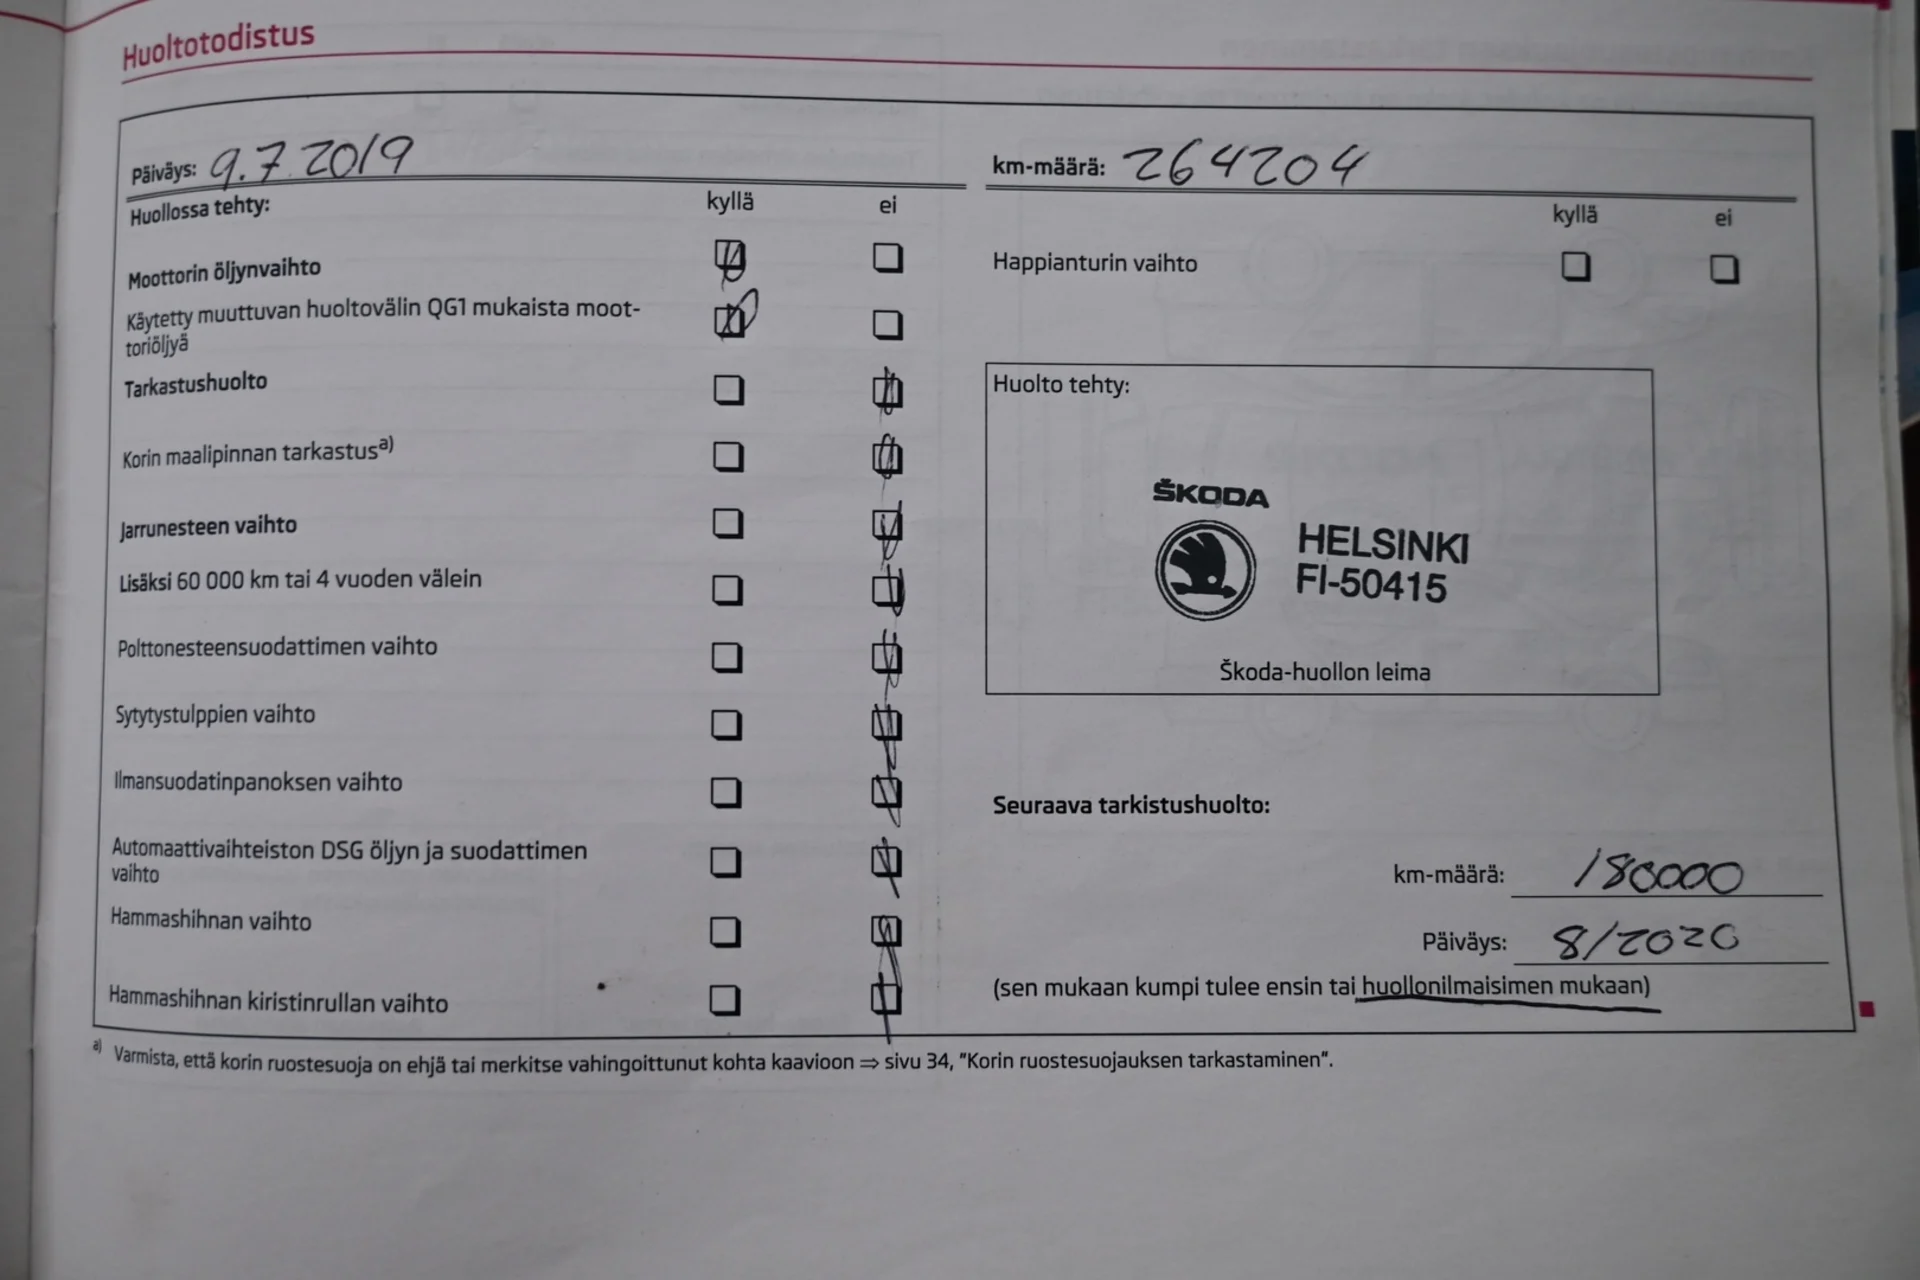 Huoltotodistus
Päiväys: 9.7.2019
Huollossa tehty:
kyllä ei
Moottorin öljynvaihto
Käytetty muuttuvan huoltovälin QG1 mukaista moot-
toriöljyä
Tarkastushuolto
Korin maalipinnan tarkastus a)
Jarrunesteen vaihto
Lisäksi 60 000 km tai 4 vuoden välein
Polttonesteensuodattimen vaihto
Sytytystulppien vaihto
Ilmansuodatinpanoksen vaihto
Automaattivaihteiston DSG öljyn ja suodattimen
vaihto
Hammashihnan vaihto
Hammashihnan kiristinrullan vaihto
km-määrä: 264204
kyllä ei
Happianturin vaihto
Huolto tehty:
ŠKODA
HELSINKI
FI-50415
Škoda-huollon leima
Seuraava tarkistushuolto:
km-määrä: 180000
Päiväys: 8/2020
(sen mukaan kumpi tulee ensin tai huollonilmaisimen mukaan)
a) Varmista, että korin ruostesuoja on ehjä tai merkitse vahingoittunut kohta kaavioon ⇒ sivu 34, "Korin ruostesuojauksen tarkastaminen".